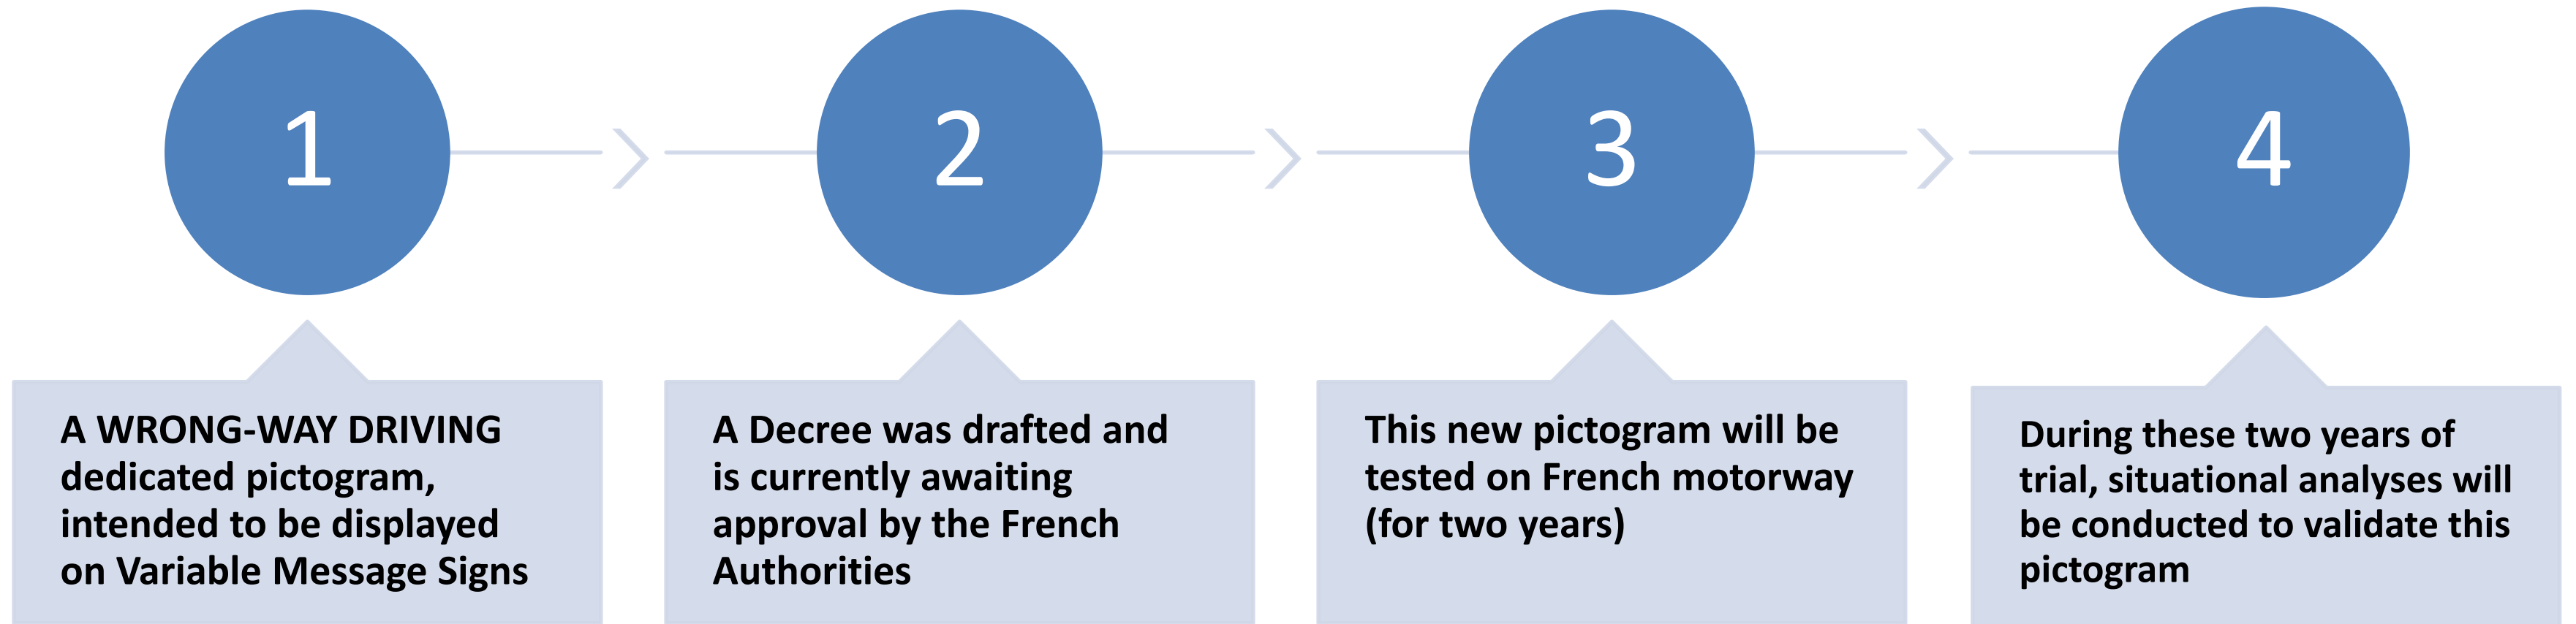 1
2
3
4
A WRONG-WAY DRIVING
dedicated pictogram,
intended to be displayed
on Variable Message Signs
A Decree was drafted and
is currently awaiting
approval by the French
Authorities
This new pictogram will be
tested on French motorway
(for two years)
During these two years of
trial, situational analyses will
be conducted to validate this
pictogram